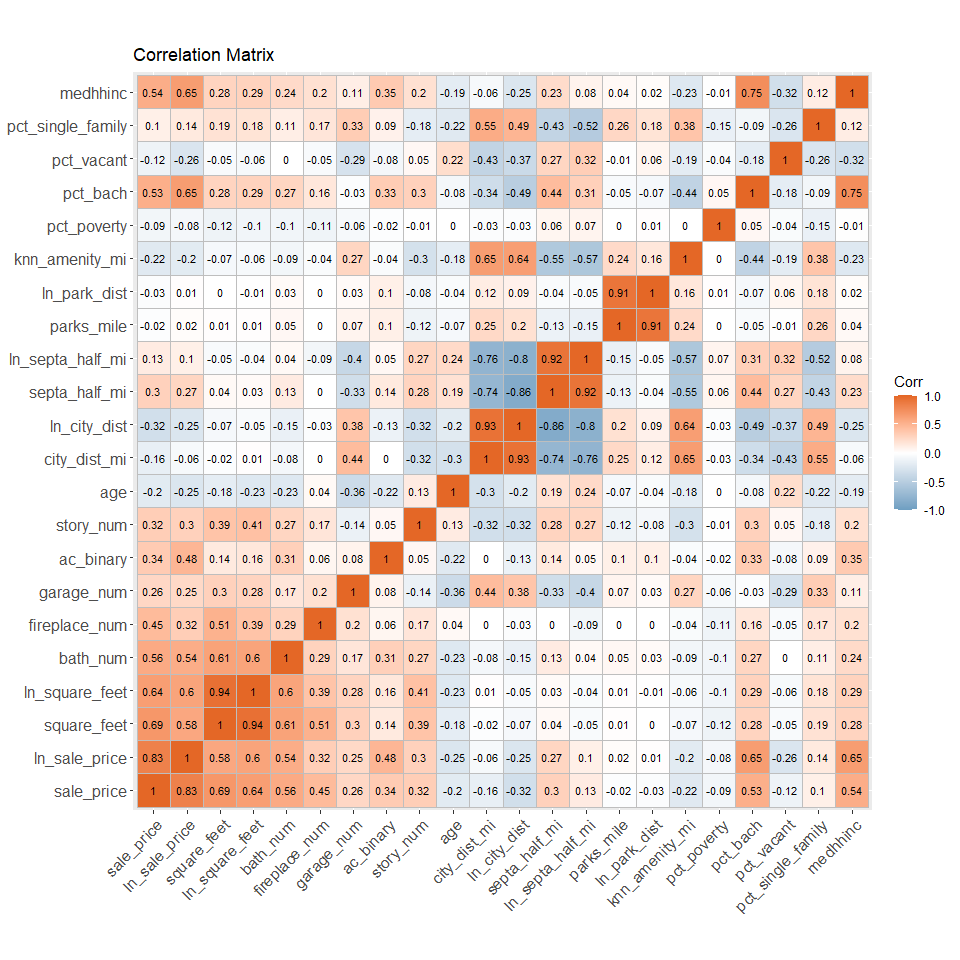 Correlation Matrix
medhhinc 0.54 0.65 0.28 0.29 0.24 0.2 0.11 0.35 0.2 -0.19 -0.06 -0.25 0.23 0.08 0.04 0.02 -0.23 -0.01 0.75 -0.32 0.12 1
pct_single_family 0.1 0.14 0.19 0.18 0.11 0.17 0.33 0.09 -0.18 -0.22 0.55 0.49 -0.43 -0.52 0.26 0.18 0.38 -0.15 -0.09 -0.26 1 0.12
pct_vacant -0.12 -0.26 -0.05 -0.06 0 -0.05 -0.29 -0.08 0.05 0.22 -0.43 -0.37 0.27 0.32 -0.01 0.06 -0.19 -0.04 -0.18 1 -0.26 -0.32
pct_bach 0.53 0.65 0.28 0.29 0.27 0.16 -0.03 0.33 0.3 -0.08 -0.34 -0.49 0.44 0.31 -0.05 -0.07 -0.44 0.05 1 -0.18 -0.09 0.75
pct_poverty -0.09 -0.08 -0.12 -0.1 -0.1 -0.11 -0.06 -0.02 -0.01 0 -0.03 -0.03 0.06 0.07 0 0.01 0 1 0.05 -0.04 -0.15 -0.01
knn_amenity_mi -0.22 -0.2 -0.07 -0.06 -0.09 -0.04 0.27 -0.04 -0.3 -0.18 0.65 0.64 -0.55 -0.57 0.24 0.16 1 0 -0.44 -0.19 0.38 -0.23
ln_park_dist -0.03 0.01 0 -0.01 0.03 0 0.03 0.1 -0.08 -0.04 0.12 0.09 -0.04 -0.05 0.91 1 0.16 0.01 -0.07 0.06 0.18 0.02
parks_mile -0.02 0.02 0.01 0.01 0.05 0 0.07 0.1 -0.12 -0.07 0.25 0.2 -0.13 -0.15 1 0.91 0.24 0 -0.05 -0.01 0.26 0.04
ln_septa_half_mi 0.13 0.1 -0.05 -0.04 0.04 -0.09 -0.4 0.05 0.27 0.24 -0.76 -0.8 0.92 1 -0.15 -0.05 -0.57 0.07 0.31 0.32 -0.52 0.08
septa_half_mi 0.3 0.27 0.04 0.03 0.13 0 -0.33 0.14 0.28 0.19 -0.74 -0.86 1 0.92 -0.13 -0.04 -0.55 0.06 0.44 0.27 -0.43 0.23
ln_city_dist -0.32 -0.25 -0.07 -0.05 -0.15 -0.03 0.38 -0.13 -0.32 -0.2 0.93 1 -0.86 -0.8 0.2 0.09 0.64 -0.03 -0.49 -0.37 0.49 -0.25
city_dist_mi -0.16 -0.06 -0.02 0.01 -0.08 0 0.44 0 -0.32 -0.3 1 0.93 -0.74 -0.76 0.25 0.12 0.65 -0.03 -0.34 -0.43 0.55 -0.06
age -0.2 -0.25 -0.18 -0.23 -0.23 0.04 -0.36 -0.22 0.13 1 -0.3 -0.2 0.19 0.24 -0.07 -0.04 -0.18 0 -0.08 0.22 -0.22 -0.19
story_num 0.32 0.3 0.39 0.41 0.27 0.17 -0.14 0.05 1 0.13 -0.32 -0.32 0.28 0.27 -0.12 -0.08 -0.3 -0.01 0.3 0.05 -0.18 0.2
ac_binary 0.34 0.48 0.14 0.16 0.31 0.06 0.08 1 0.05 -0.22 0 -0.13 0.14 0.05 0.1 0.1 -0.04 -0.02 0.33 -0.08 0.09 0.35
garage_num 0.26 0.25 0.3 0.28 0.17 0.2 1 0.08 -0.14 -0.36 0.44 0.38 -0.33 -0.4 0.07 0.03 0.27 -0.06 -0.03 -0.29 0.33 0.11
fireplace_num 0.45 0.32 0.51 0.39 0.29 1 0.2 0.06 0.17 0.04 0 -0.03 0 -0.09 0 0 -0.04 -0.11 0.16 -0.05 0.17 0.2
bath_num 0.56 0.54 0.61 0.6 1 0.29 0.17 0.31 0.27 -0.23 -0.08 -0.15 0.13 0.04 0.05 0.03 -0.09 -0.1 0.27 0 0.11 0.24
ln_square_feet 0.64 0.6 0.94 1 0.6 0.39 0.28 0.16 0.41 -0.23 0.01 -0.05 0.03 -0.04 0.01 -0.01 -0.06 -0.1 0.29 -0.06 0.18 0.29
square_feet 0.69 0.58 1 0.94 0.61 0.51 0.3 0.14 0.39 -0.18 -0.02 -0.07 0.04 -0.05 0.01 0 -0.07 -0.12 0.28 -0.05 0.19 0.28
ln_sale_price 0.83 1 0.58 0.6 0.54 0.32 0.25 0.48 0.3 -0.25 -0.06 -0.25 0.27 0.1 0.02 0.01 -0.2 -0.08 0.65 -0.26 0.14 0.65
sale_price 1 0.83 0.69 0.64 0.56 0.45 0.26 0.34 0.32 -0.2 -0.16 -0.32 0.3 0.13 -0.02 -0.03 -0.22 -0.09 0.53 -0.12 0.1 0.54
sale_price ln_sale_price square_feet ln_square_feet bath_num fireplace_num garage_num ac_binary story_num age city_dist_mi ln_city_dist septa_half_mi ln_septa_half_mi parks_mile ln_park_dist knn_amenity_mi pct_poverty pct_bach pct_vacant pct_single_family medhhinc
Corr
1.0
0.5
0.0
-0.5
-1.0